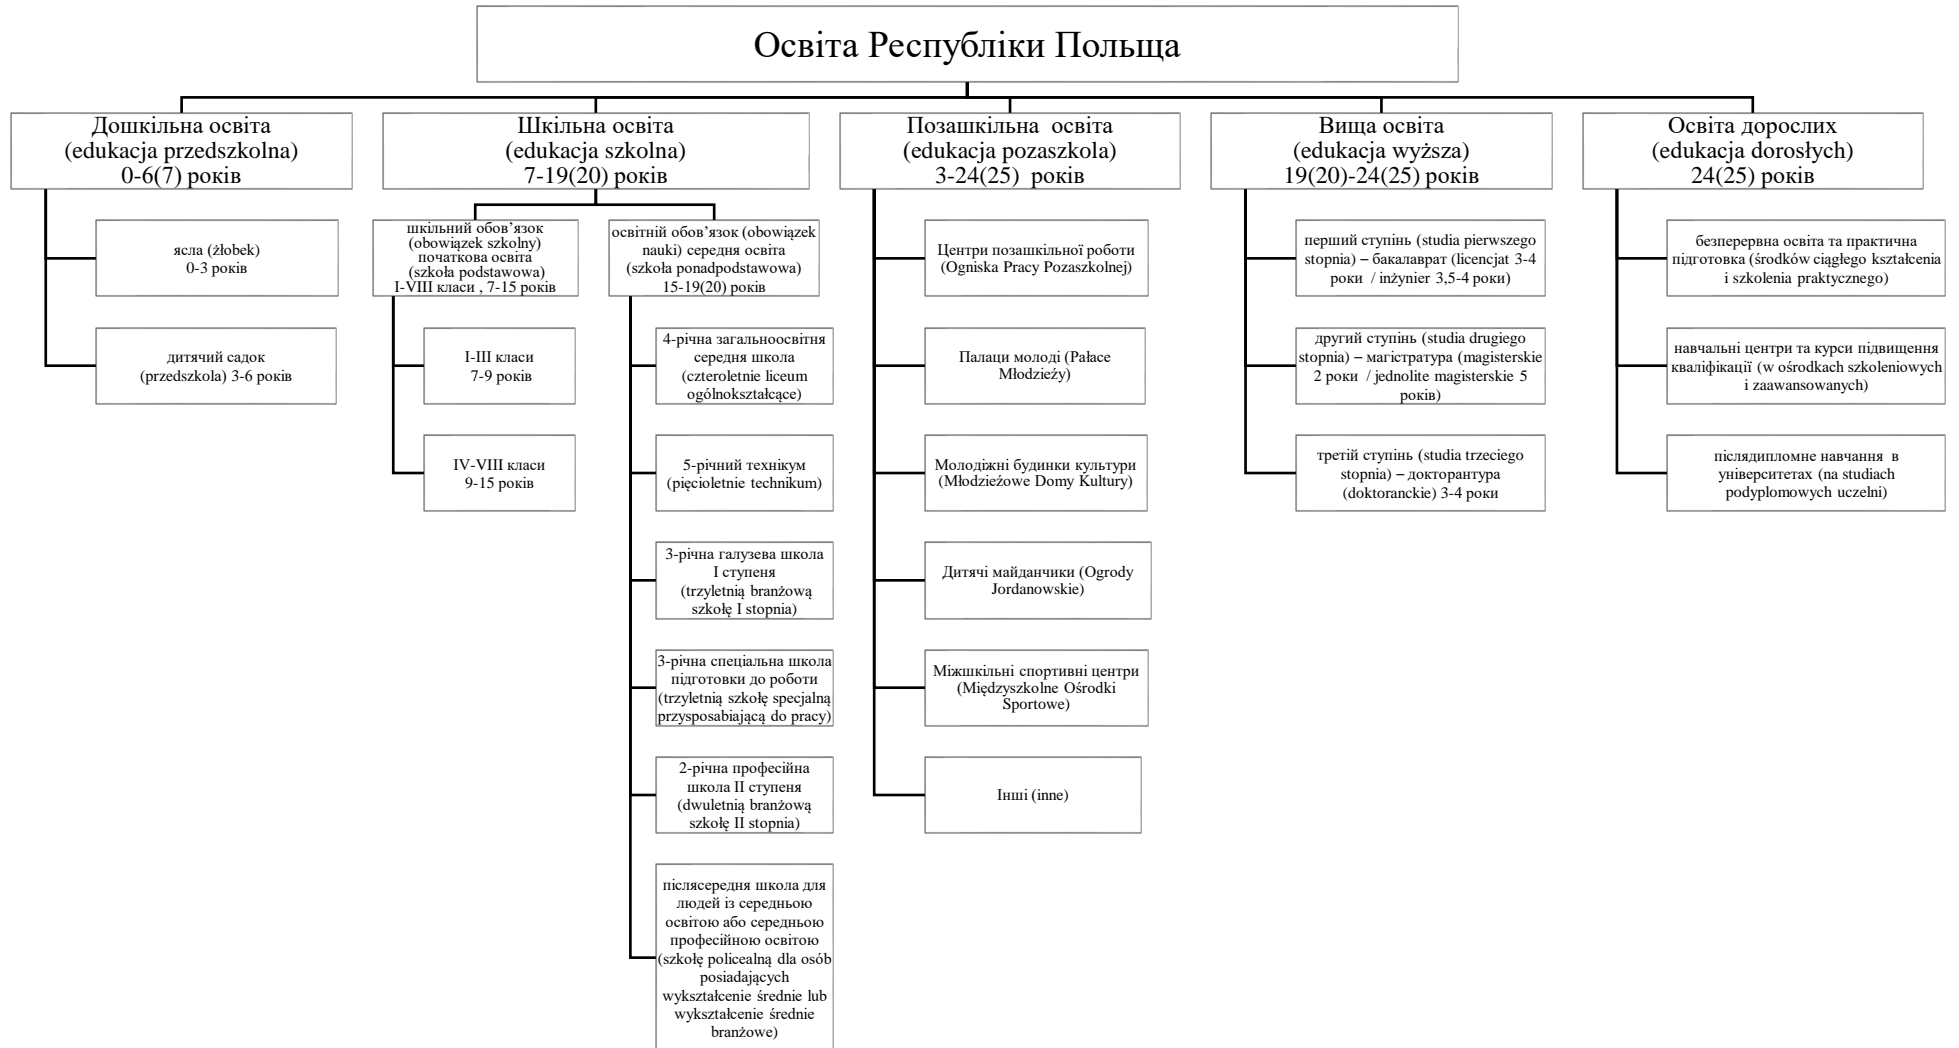 Освіта Республіки Польща
Дошкільна освіта
(edukacja przedszkolna)
0-6(7) років
ясла (żłobek)
0-3 років
дитячий садок
(przedszkola) 3-6 років
Шкільна освіта
(edukacja szkolna)
7-19(20) років
шкільний обов’язок
(obowiązek szkolny)
початкова освіта
(szkoła podstawowa)
I-VIII класи , 7-15 років
I-III класи
7-9 років
IV-VIII класи
9-15 років
освітній обов’язок (obowiązek
nauki) середня освіта
(szkoła ponadpodstawowa)
15-19(20) років
4-річна загальноосвітня
середня школа
(czteroletnie liceum
ogólnokształcące)
5-річний технікум
(pięcioletnie technikum)
3-річна галузева школа
I ступеня
(trzyletnią branżową
szkołę I stopnia)
3-річна спеціальна школа
підготовки до роботи
(trzyletnią szkołę specjalną
przysposabiającą do pracy)
2-річна професійна
школа II ступеня
(dwuletnią branżową
szkołę II stopnia)
післясередня школа для
людей із середньою
освітою або середньою
професійною освітою
(szkołę policealną dla osób
posiadających
wykształcenie średnie lub
wykształcenie średnie
branżowe)
Позашкільна освіта
(edukacja pozaszkola)
3-24(25) років
Центри позашкільної роботи
(Ogniska Pracy Pozaszkolnej)
Палаци молоді (Pałace
Młodzieży)
Молодіжні будинки культури
(Młodzieżowe Domy Kultury)
Дитячі майданчики (Ogrody
Jordanowskie)
Міжшкільні спортивні центри
(Międzyszkolne Ośrodki
Sportowe)
Інші (inne)
Вища освіта
(edukacja wyższa)
19(20)-24(25) років
перший ступінь (studia pierwszego
stopnia) – бакалаврат (licencjat 3-4
роки / inżynier 3,5-4 роки)
другий ступінь (studia drugiego
stopnia) – магістратура (magisterskie
2 роки / jednolite magisterskie 5
років)
третій ступінь (studia trzeciego
stopnia) – докторантура
(doktoranckie) 3-4 роки
Освіта дорослих
(edukacja dorosłych)
24(25) років
безперервна освіта та практична
підготовка (środków ciągłego kształcenia
i szkolenia praktycznego)
навчальні центри та курси підвищення
кваліфікації (w ośrodkach szkoleniowych
i zaawansowanych)
післядипломне навчання в
університетах (na studiach
podyplomowych uczelni)